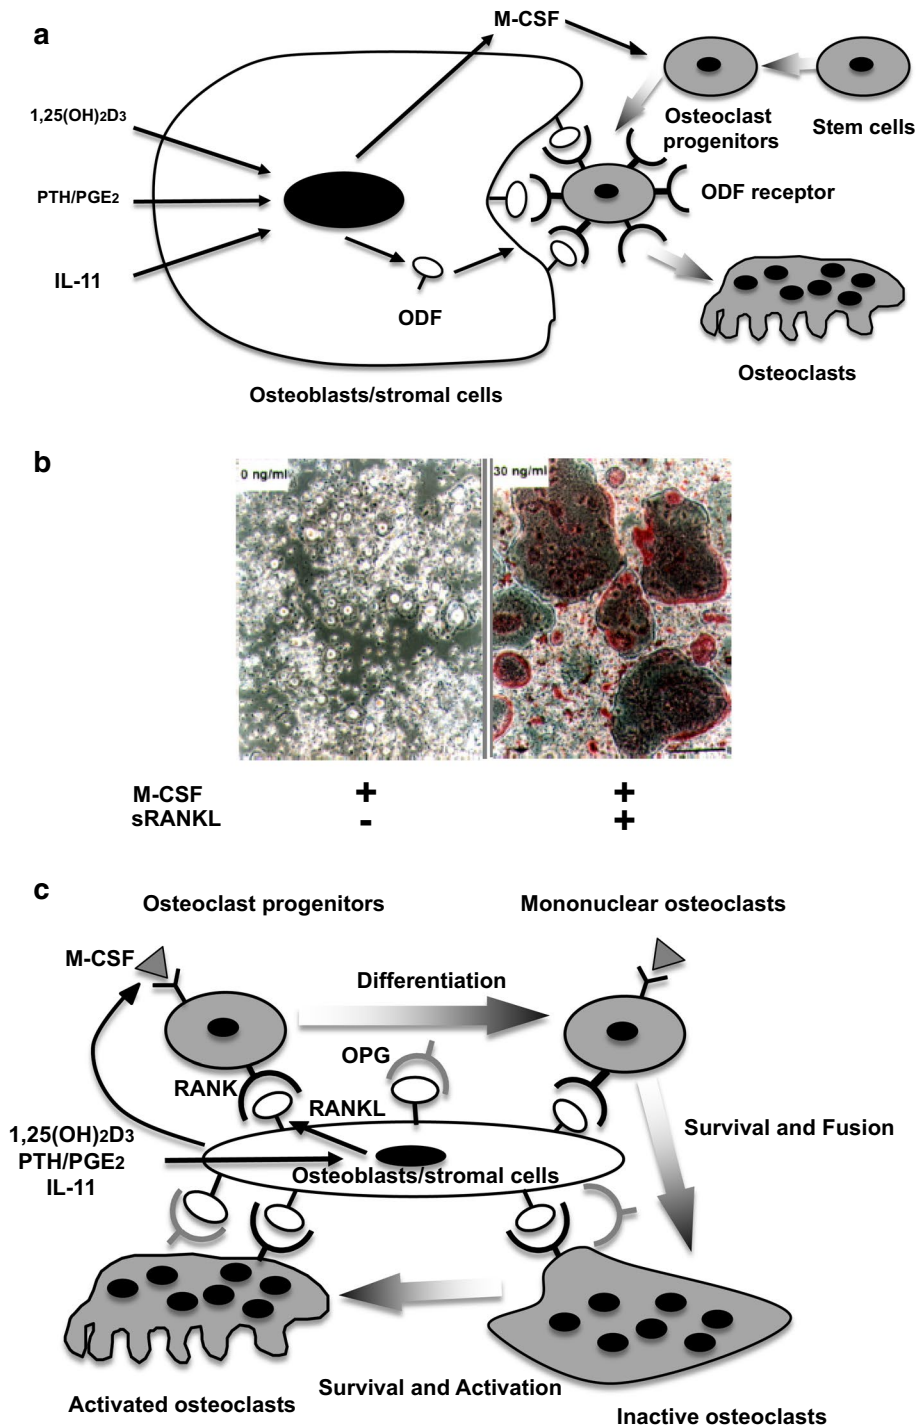 a
M-CSF
1,25(OH)2D3
PTH/PGE2
IL-11
ODF
Osteoblasts/stromal cells
Osteoclast
progenitors
Stem cells
ODF receptor
Osteoclasts
b
0 ng/ml
30 ng/ml
M-CSF + +
sRANKL - +
c
Osteoclast progenitors
Mononuclear osteoclasts
M-CSF
Differentiation
OPG
RANK
RANKL
1,25(OH)2D3
PTH/PGE2
IL-11
Osteoblasts/stromal cells
Survival and Fusion
Survival and Activation
Activated osteoclasts
Inactive osteoclasts